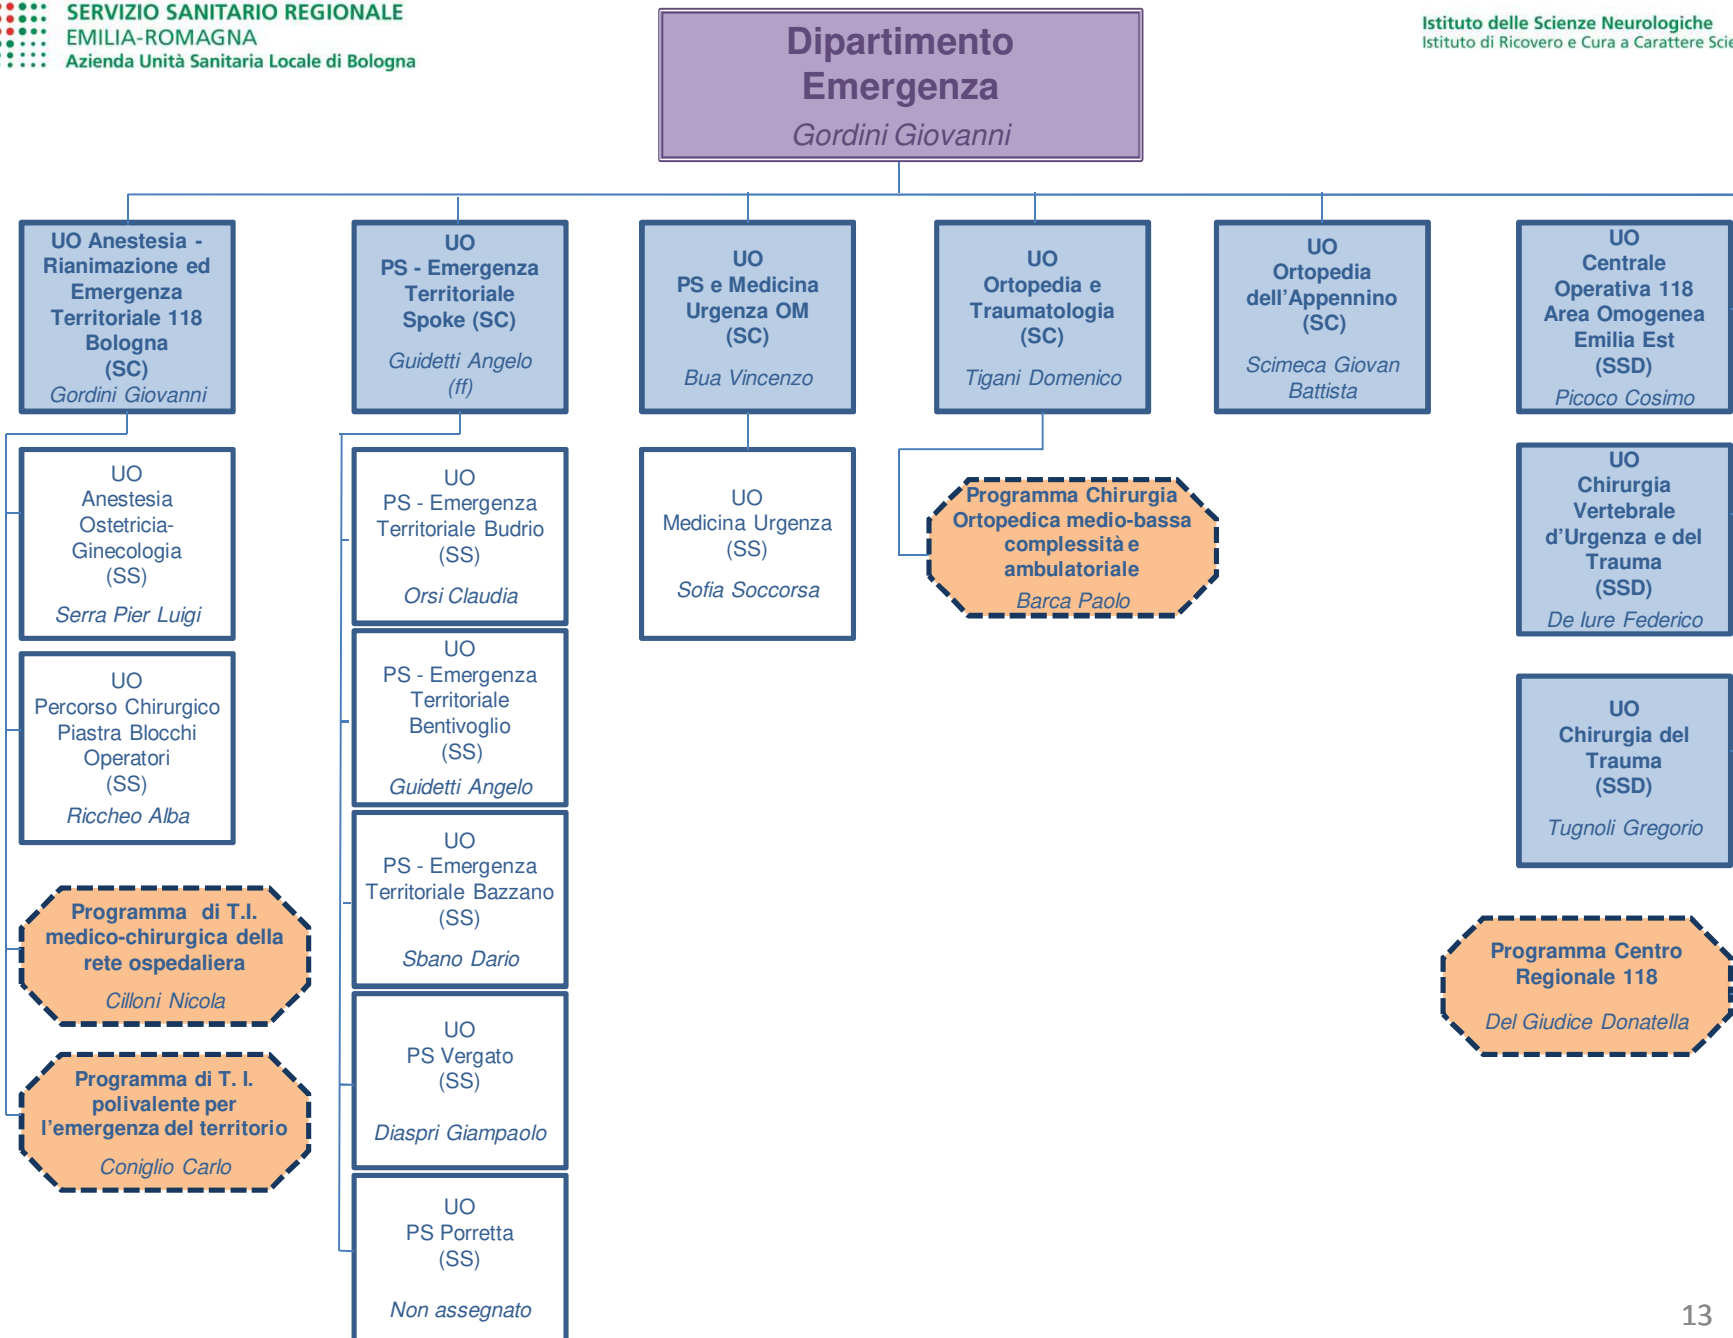 SERVIZIO SANITARIO REGIONALE
EMILIA-ROMAGNA
Azienda Unità Sanitaria Locale di Bologna
Istituto delle Scienze Neurologiche
Istituto di Ricovero e Cura a Carattere Scie
Dipartimento
Emergenza
Gordini Giovanni
UO Anestesia -
Rianimazione ed
Emergenza
Territoriale 118
Bologna
(SC)
Gordini Giovanni
UO
Anestesia
Ostetricia-
Ginecologia
(SS)
Serra Pier Luigi
UO
Percorso Chirurgico
Piastra Blocchi
Operatori
(SS)
Riccheo Alba
Programma di T.I.
medico-chirurgica della
rete ospedaliera
Cilloni Nicola
Programma di T. I.
polivalente per
l'emergenza del territorio
Coniglio Carlo
UO
PS - Emergenza
Territoriale
Spoke (SC)
Guidetti Angelo
(ff)
UO
PS - Emergenza
Territoriale Budrio
(SS)
Orsi Claudia
UO
PS - Emergenza
Territoriale
Bentivoglio
(SS)
Guidetti Angelo
UO
PS - Emergenza
Territoriale Bazzano
(SS)
Sbano Dario
UO
PS Vergato
(SS)
Diaspri Giampaolo
UO
PS Porretta
(SS)
Non assegnato
UO
PS e Medicina
Urgenza OM
(SC)
Bua Vincenzo
UO
Medicina Urgenza
(SS)
Sofia Soccorsa
UO
Ortopedia e
Traumatologia
(SC)
Tigani Domenico
Programma Chirurgia
Ortopedica medio-bassa
complessità e
ambulatoriale
Barca Paolo
UO
Ortopedia
dell'Appennino
(SC)
Scimeca Giovan
Battista
UO
Centrale
Operativa 118
Area Omogenea
Emilia Est
(SSD)
Picoco Cosimo
UO
Chirurgia
Vertebrale
d'Urgenza e del
Trauma
(SSD)
De Iure Federico
UO
Chirurgia del
Trauma
(SSD)
Tugnoli Gregorio
Programma Centro
Regionale 118
Del Giudice Donatella
13